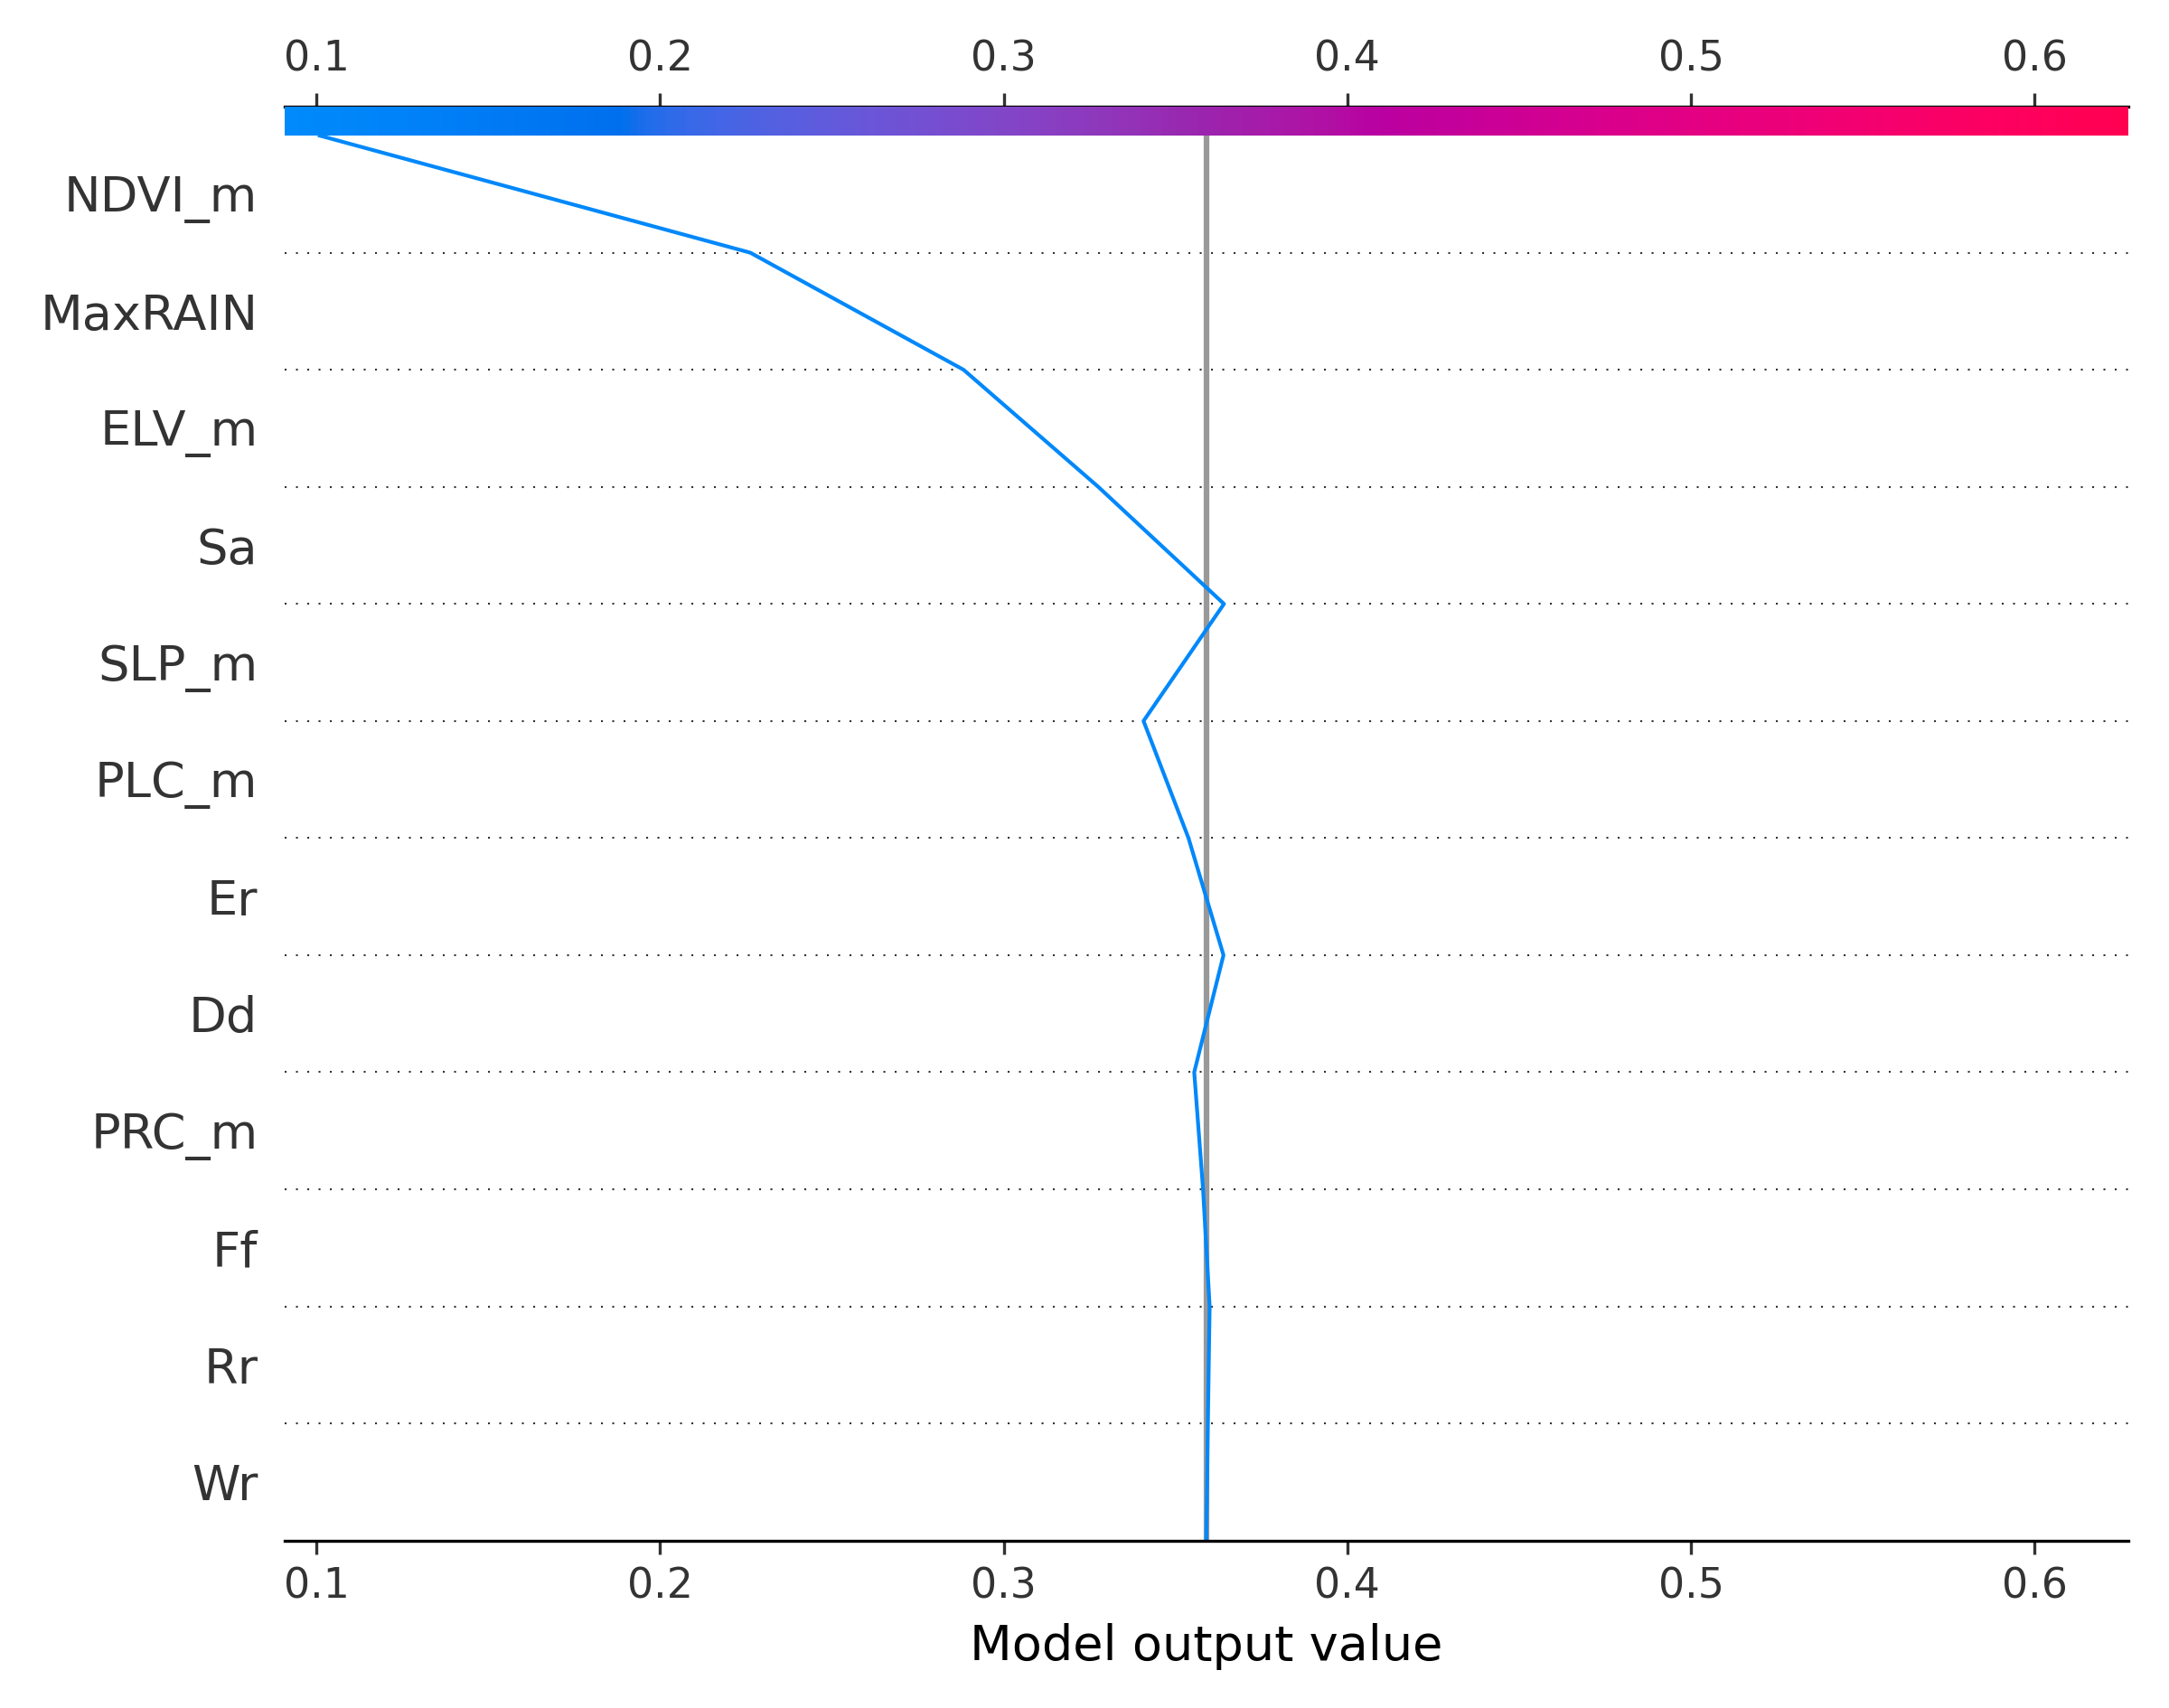 0.1 0.2 0.3 0.4 0.5 0.6
NDVI_m
MaxRAIN
ELV_m
Sa
SLP_m
PLC_m
Er
Dd
PRC_m
Ff
Rr
Wr
0.1 0.2 0.3 0.4 0.5 0.6
Model output value